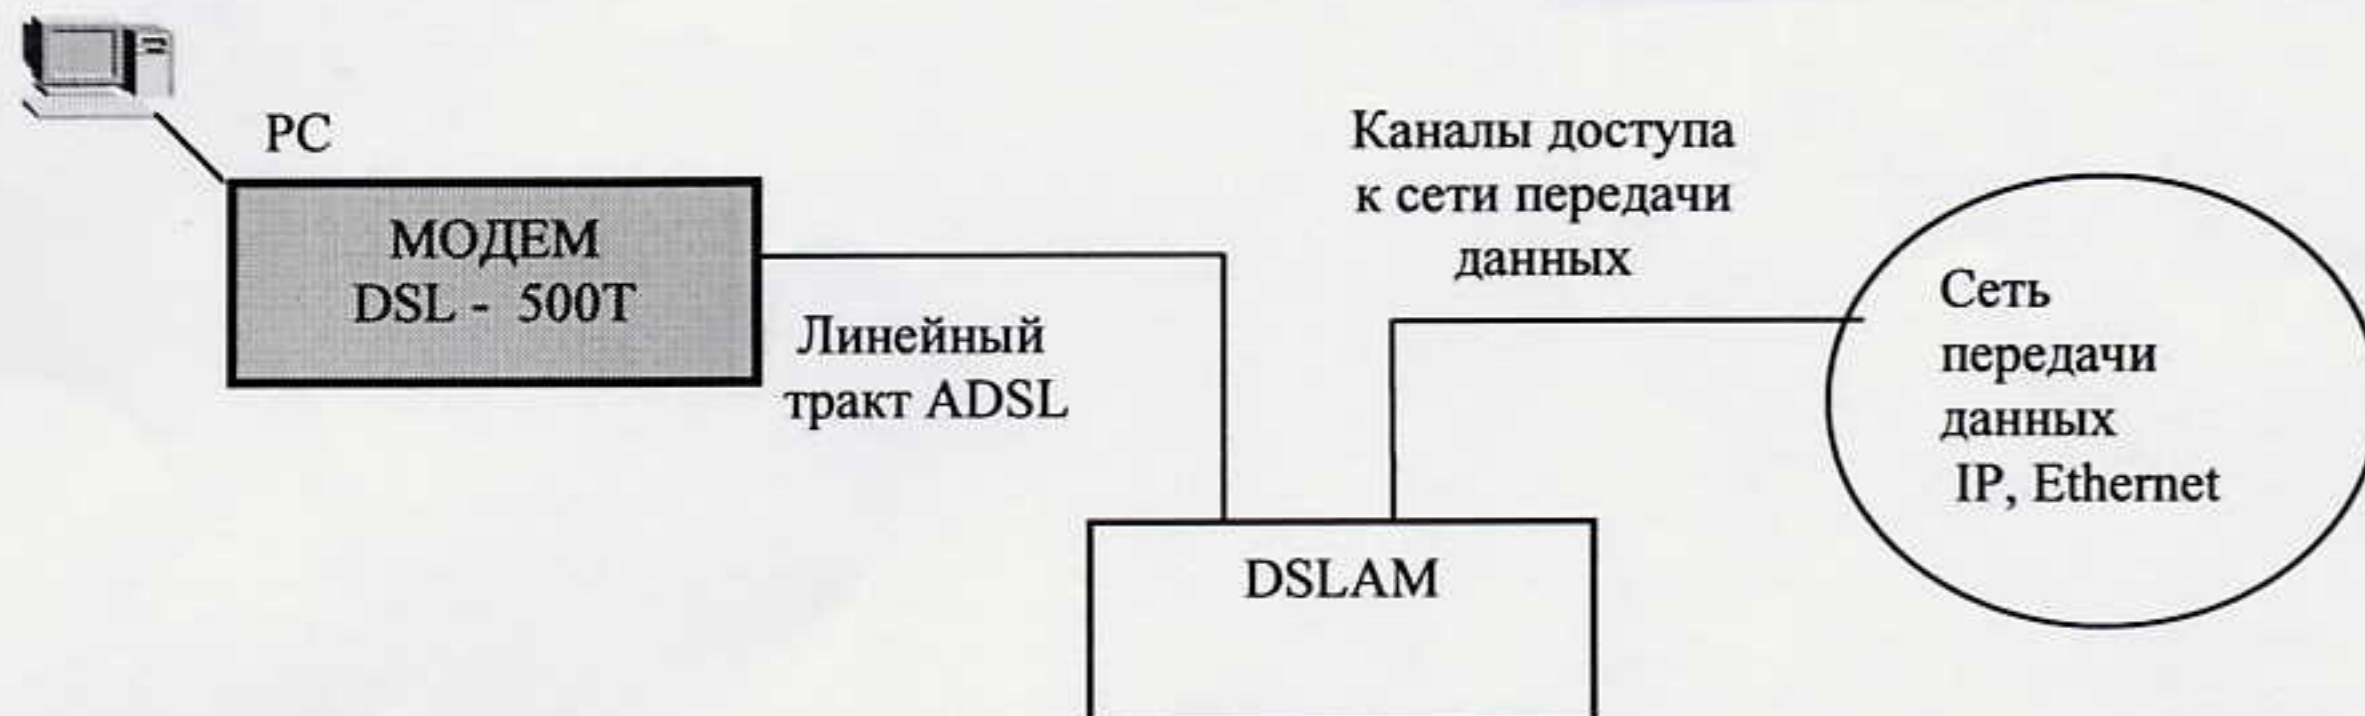 PC
МОДЕМ
DSL - 500T
Линейный
тракт ADSL
Каналы доступа
к сети передачи
данных
Сеть
передачи
данных
IP, Ethernet
DSLAM